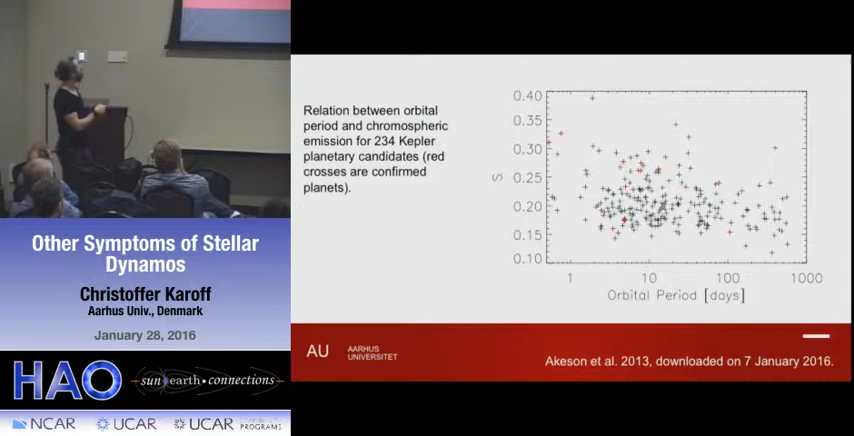 Other Symptoms of Stellar
Dynamos
Christoffer Karoff
Aarhus Univ., Denmark
January 28, 2016
HAO
sun earth • connections
NCAR
UCAR
UCAR
PROGRAMS
Relation between orbital
period and chromospheric
emission for 234 Kepler
planetary candidates (red
crosses are confirmed
planets).
0.40
0.35
0.30
0.25
0.20
0.15
0.10
S
1 10 100 1000
Orbital Period [days]
AU
AARHUS
UNIVERSITET
Akeson et al. 2013, downloaded on 7 January 2016.